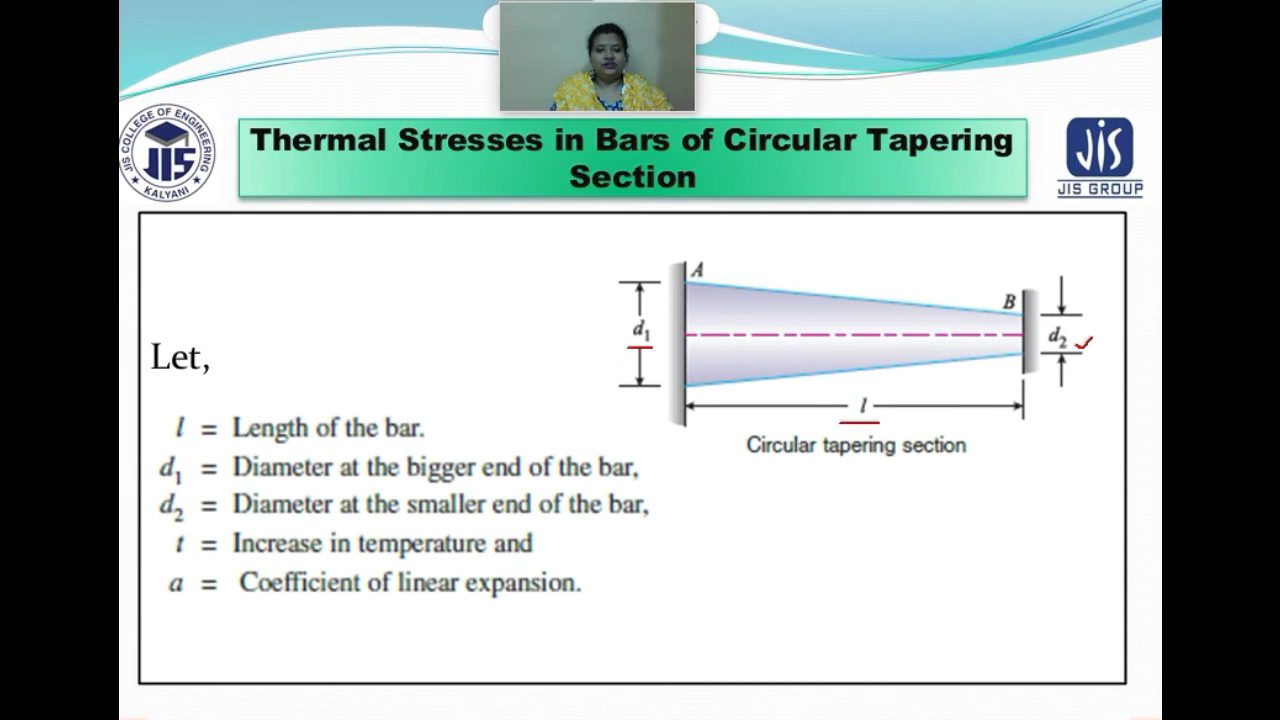 Thermal Stresses in Bars of Circular Tapering
Section
JIS COLLEGE OF ENGINEERING
JIS
KALYANI
JIS
JIS GROUP
A
B
d1
d2
l
Circular tapering section
Let,
l = Length of the bar.
d1 = Diameter at the bigger end of the bar,
d2 = Diameter at the smaller end of the bar,
t = Increase in temperature and
a = Coefficient of linear expansion.